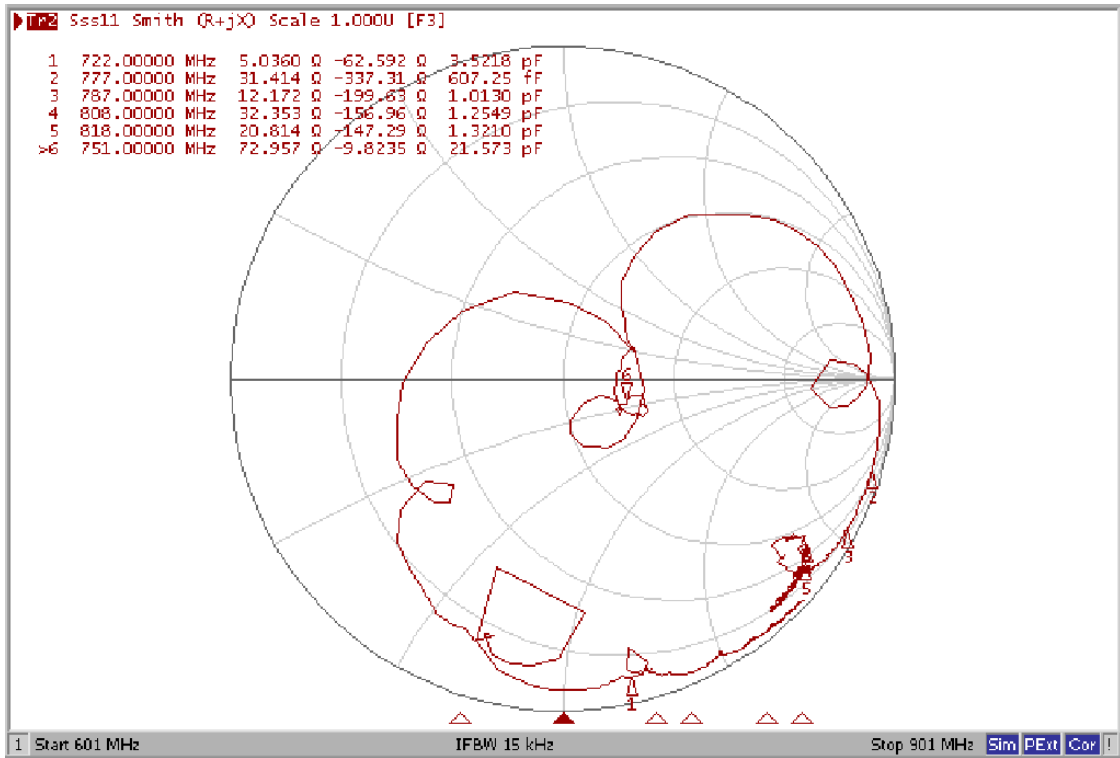 Tr2 Sss11 Smith (R+jX) Scale 1.000U [F3]
1 722.00000 MHz 5.0360 Ω -62.592 Ω 3.5218 pF
2 777.00000 MHz 31.414 Ω -337.31 Ω 607.25 fF
3 787.00000 MHz 12.172 Ω -199.63 Ω 1.0130 pF
4 808.00000 MHz 32.353 Ω -156.96 Ω 1.2549 pF
5 818.00000 MHz 20.814 Ω -147.29 Ω 1.3210 pF
>6 751.00000 MHz 72.957 Ω -9.8235 Ω 21.573 pF
6
2
3
5
1
1 Start 601 MHz IFBW 15 kHz Stop 901 MHz Sim PExt Cor !